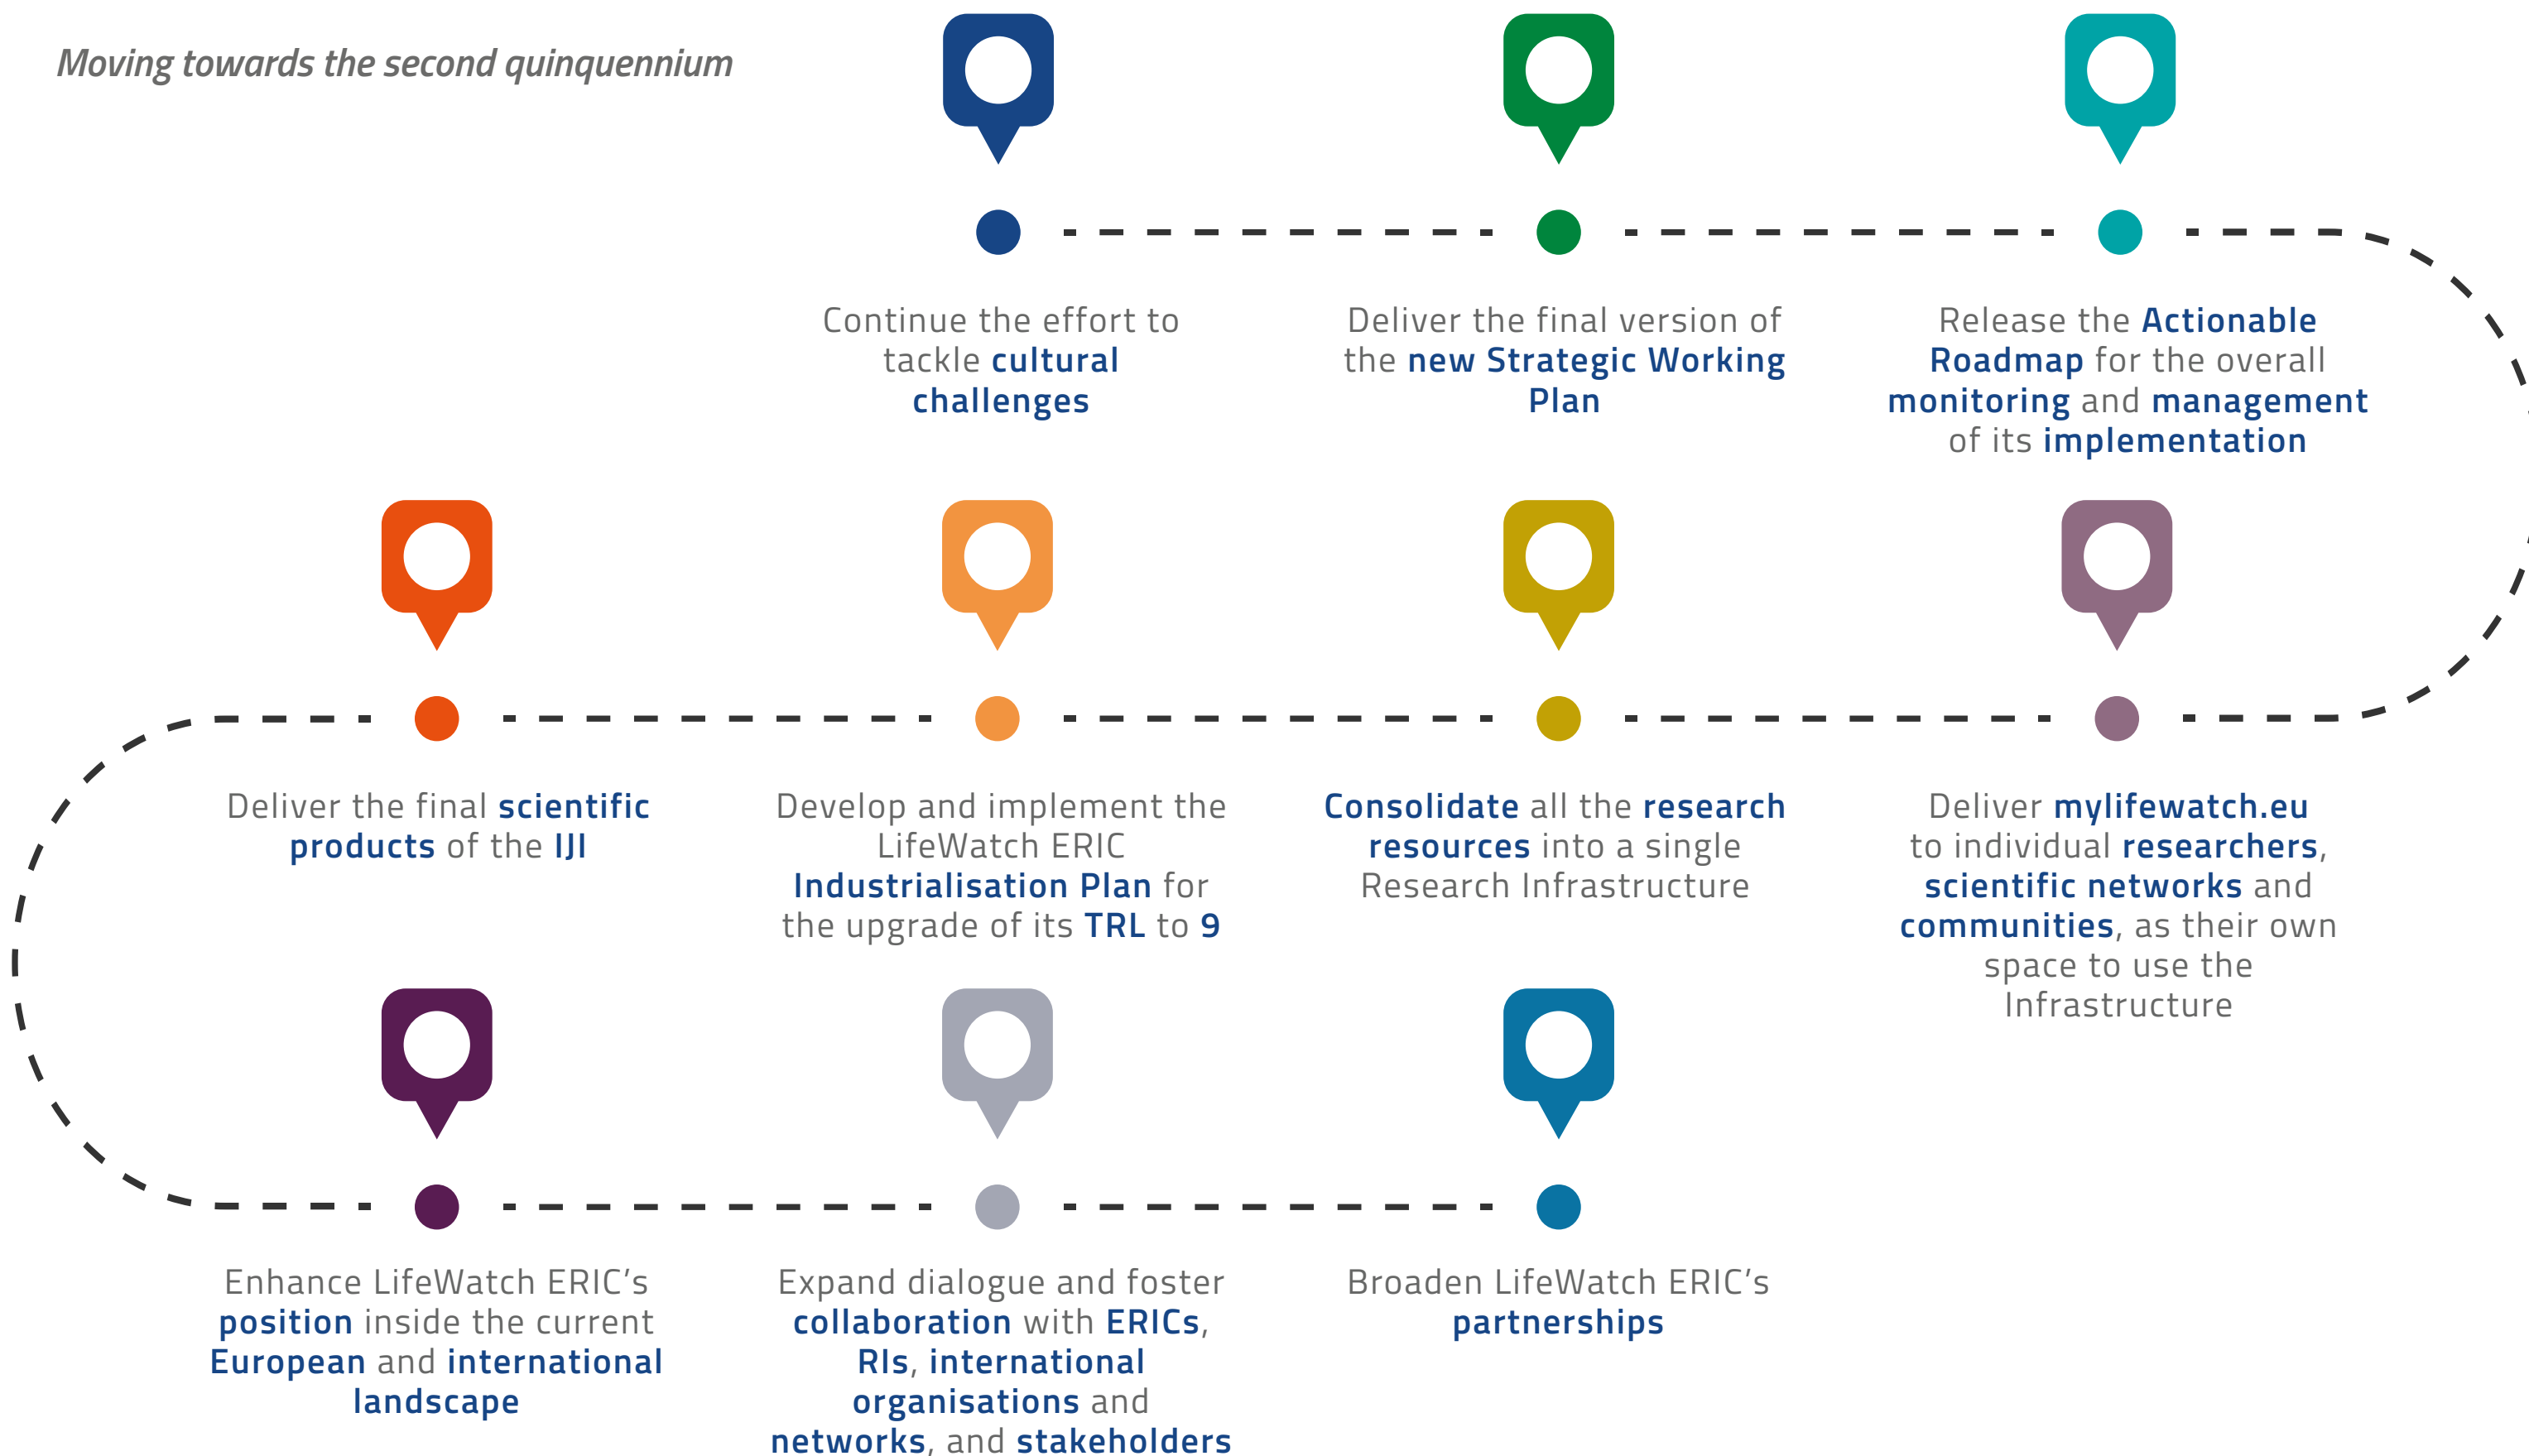 Moving towards the second quinquennium
Continue the effort to
tackle cultural
challenges
Deliver the final version of
the new Strategic Working
Plan
Release the Actionable
Roadmap for the overall
monitoring and management
of its implementation
Deliver the final scientific
products of the IJI
Develop and implement the
LifeWatch ERIC
Industrialisation Plan for
the upgrade of its TRL to 9
Consolidate all the research
resources into a single
Research Infrastructure
Deliver mylifewatch.eu
to individual researchers,
scientific networks and
communities, as their own
space to use the
Infrastructure
Enhance LifeWatch ERIC’s
position inside the current
European and international
landscape
Expand dialogue and foster
collaboration with ERICs,
RIs, international
organisations and
networks, and stakeholders
Broaden LifeWatch ERIC’s
partnerships